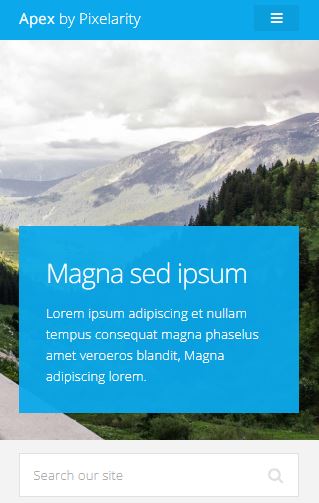 Apex by Pixelarity
Magna sed ipsum
Lorem ipsum adipiscing et nullam
tempus consequat magna phaselus
amet veroeros blandit, Magna
adipiscing lorem.
Search our site